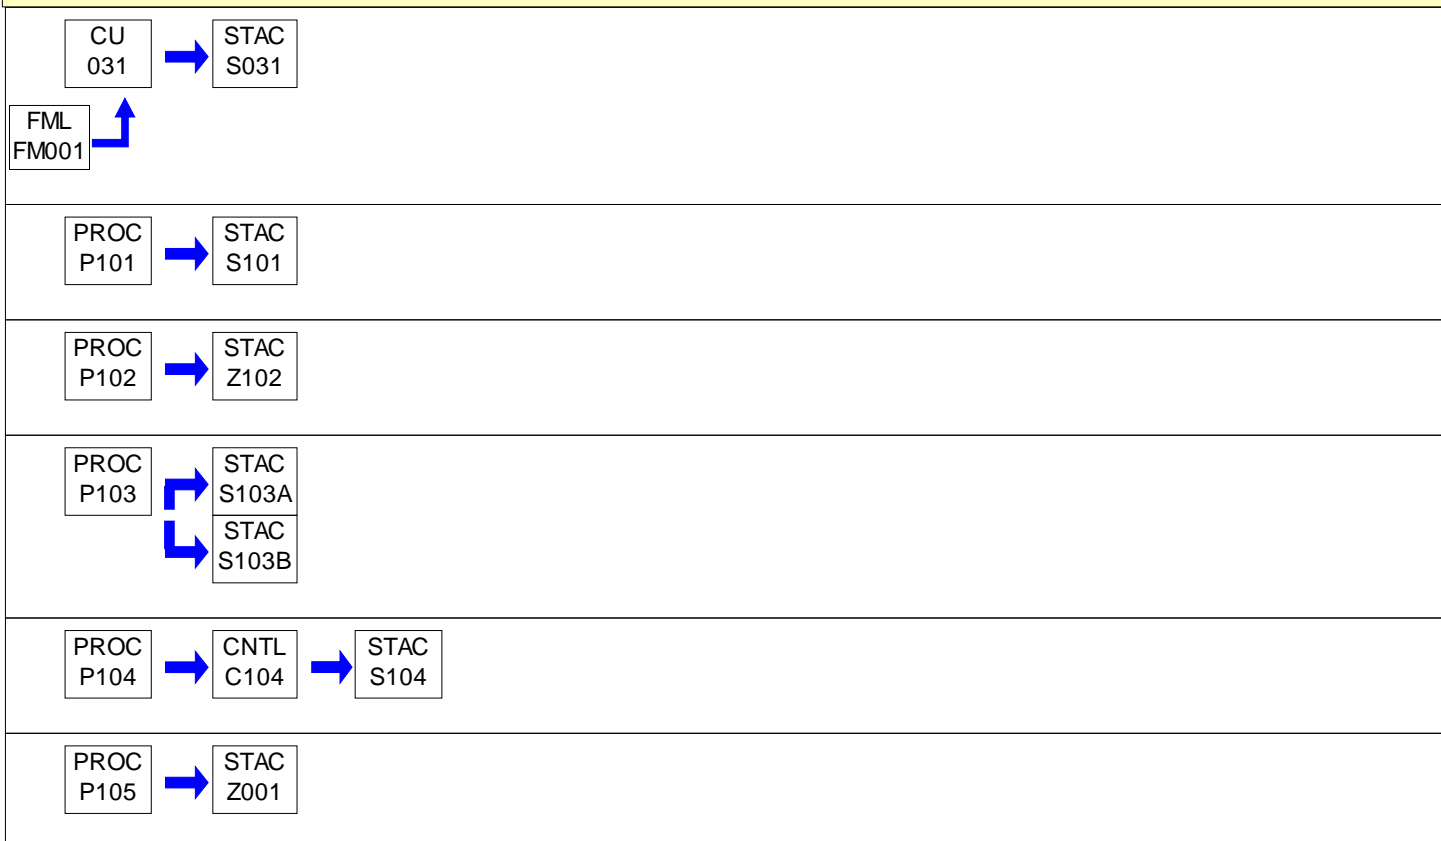 CU
031
STAC
S031
FML
FM001
PROC
P101
STAC
S101
PROC
P102
STAC
Z102
PROC
P103
STAC
S103A
STAC
S103B
PROC
P104
CNTL
C104
STAC
S104
PROC
P105
STAC
Z001